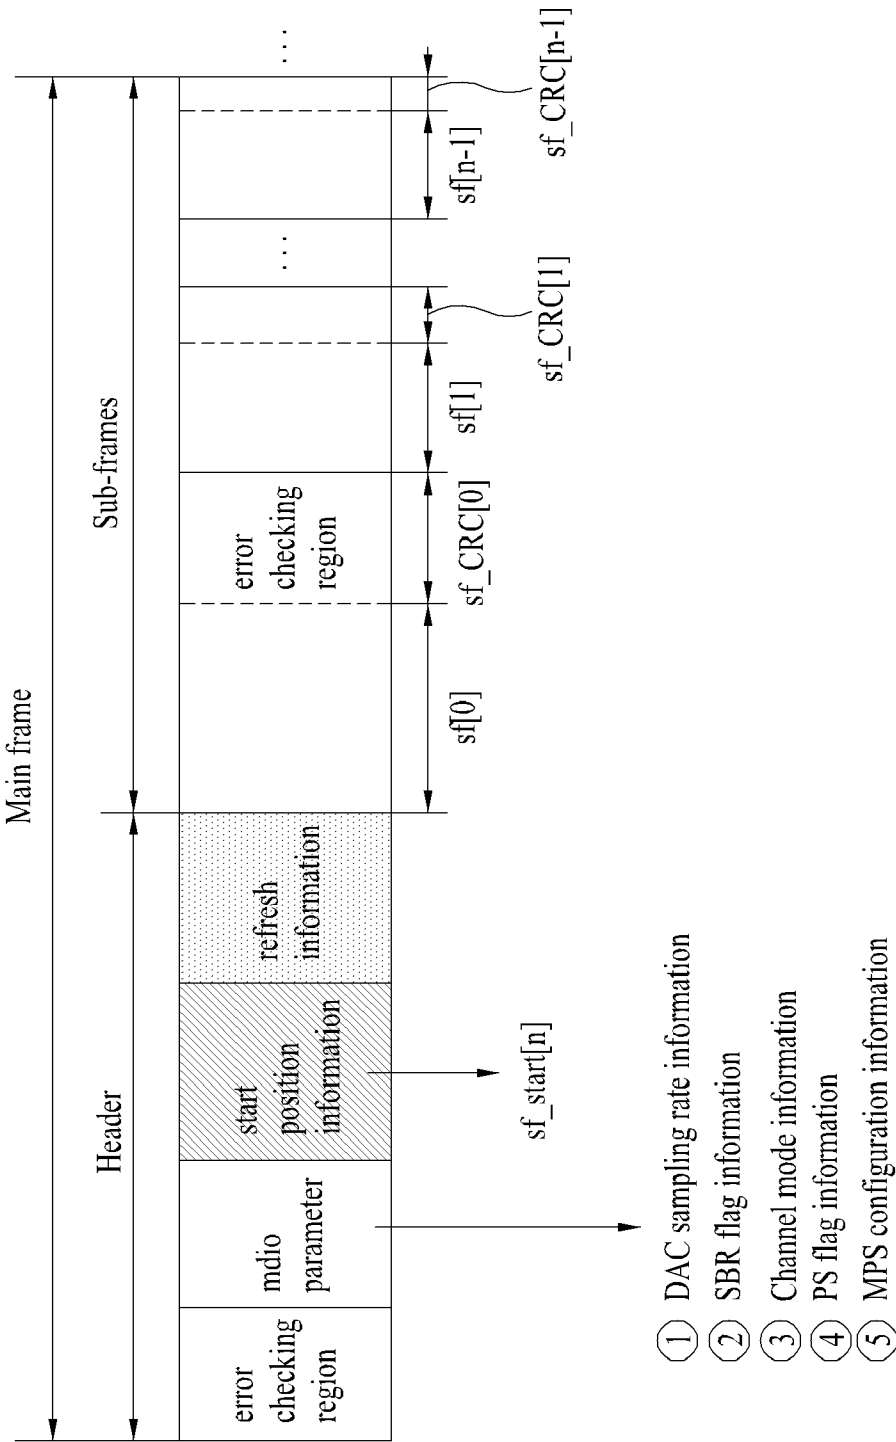 Main frame
Header
Sub-frames
error
checking
region
mdio
parameter
start
position
information
refresh
information
error
checking
region
. . .
. . .
sf[0]
sf_CRC[0]
sf[1]
sf[n-1]
sf_start[n]
sf_CRC[1]
sf_CRC[n-1]
1 DAC sampling rate information
2 SBR flag information
3 Channel mode information
4 PS flag information
5 MPS configuration information